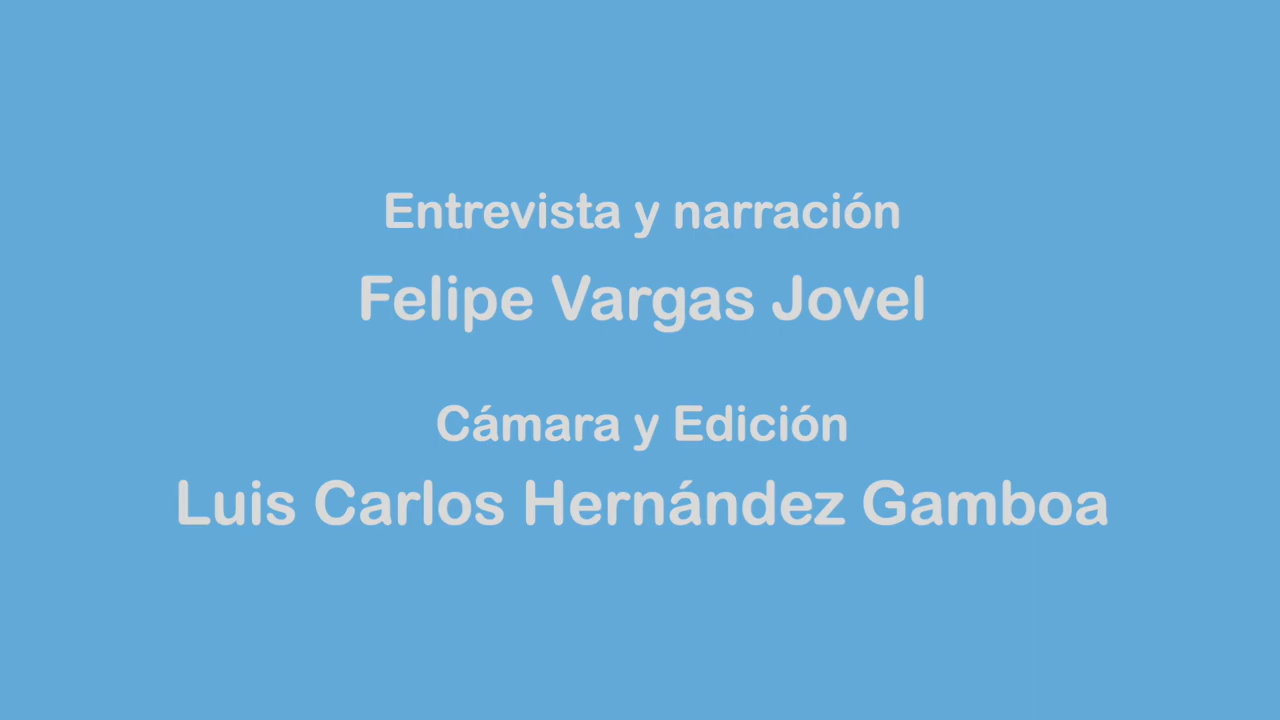 Entrevista y narración
Felipe Vargas Jovel
Cámara y Edición
Luis Carlos Hernández Gamboa